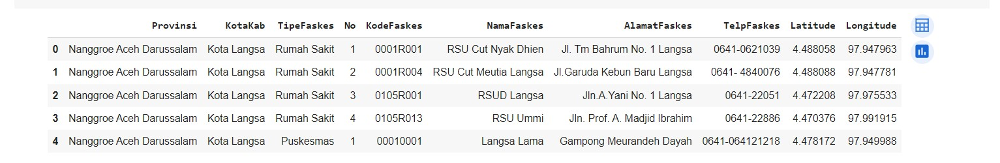 Provinsi KotaKab TipeFaskes No KodeFaskes NamaFaskes AlamatFaskes TelpFaskes Latitude Longitude
0 Nanggroe Aceh Darussalam Kota Langsa Rumah Sakit 1 0001R001 RSU Cut Nyak Dhien Jl. Tm Bahrum No. 1 Langsa 0641-0621039 4.488058 97.947963
1 Nanggroe Aceh Darussalam Kota Langsa Rumah Sakit 2 0001R004 RSU Cut Meutia Langsa Jl.Garuda Kebun Baru Langsa 0641- 4840076 4.488088 97.947781
2 Nanggroe Aceh Darussalam Kota Langsa Rumah Sakit 3 0105R001 RSUD Langsa Jln.A.Yani No. 1 Langsa 0641-22051 4.472208 97.975533
3 Nanggroe Aceh Darussalam Kota Langsa Rumah Sakit 4 0105R013 RSU Ummi Jln. Prof. A. Madjid Ibrahim 0641-22886 4.470376 97.991915
4 Nanggroe Aceh Darussalam Kota Langsa Puskesmas 1 00010001 Langsa Lama Gampong Meurandeh Dayah 0641-064121218 4.478172 97.949988